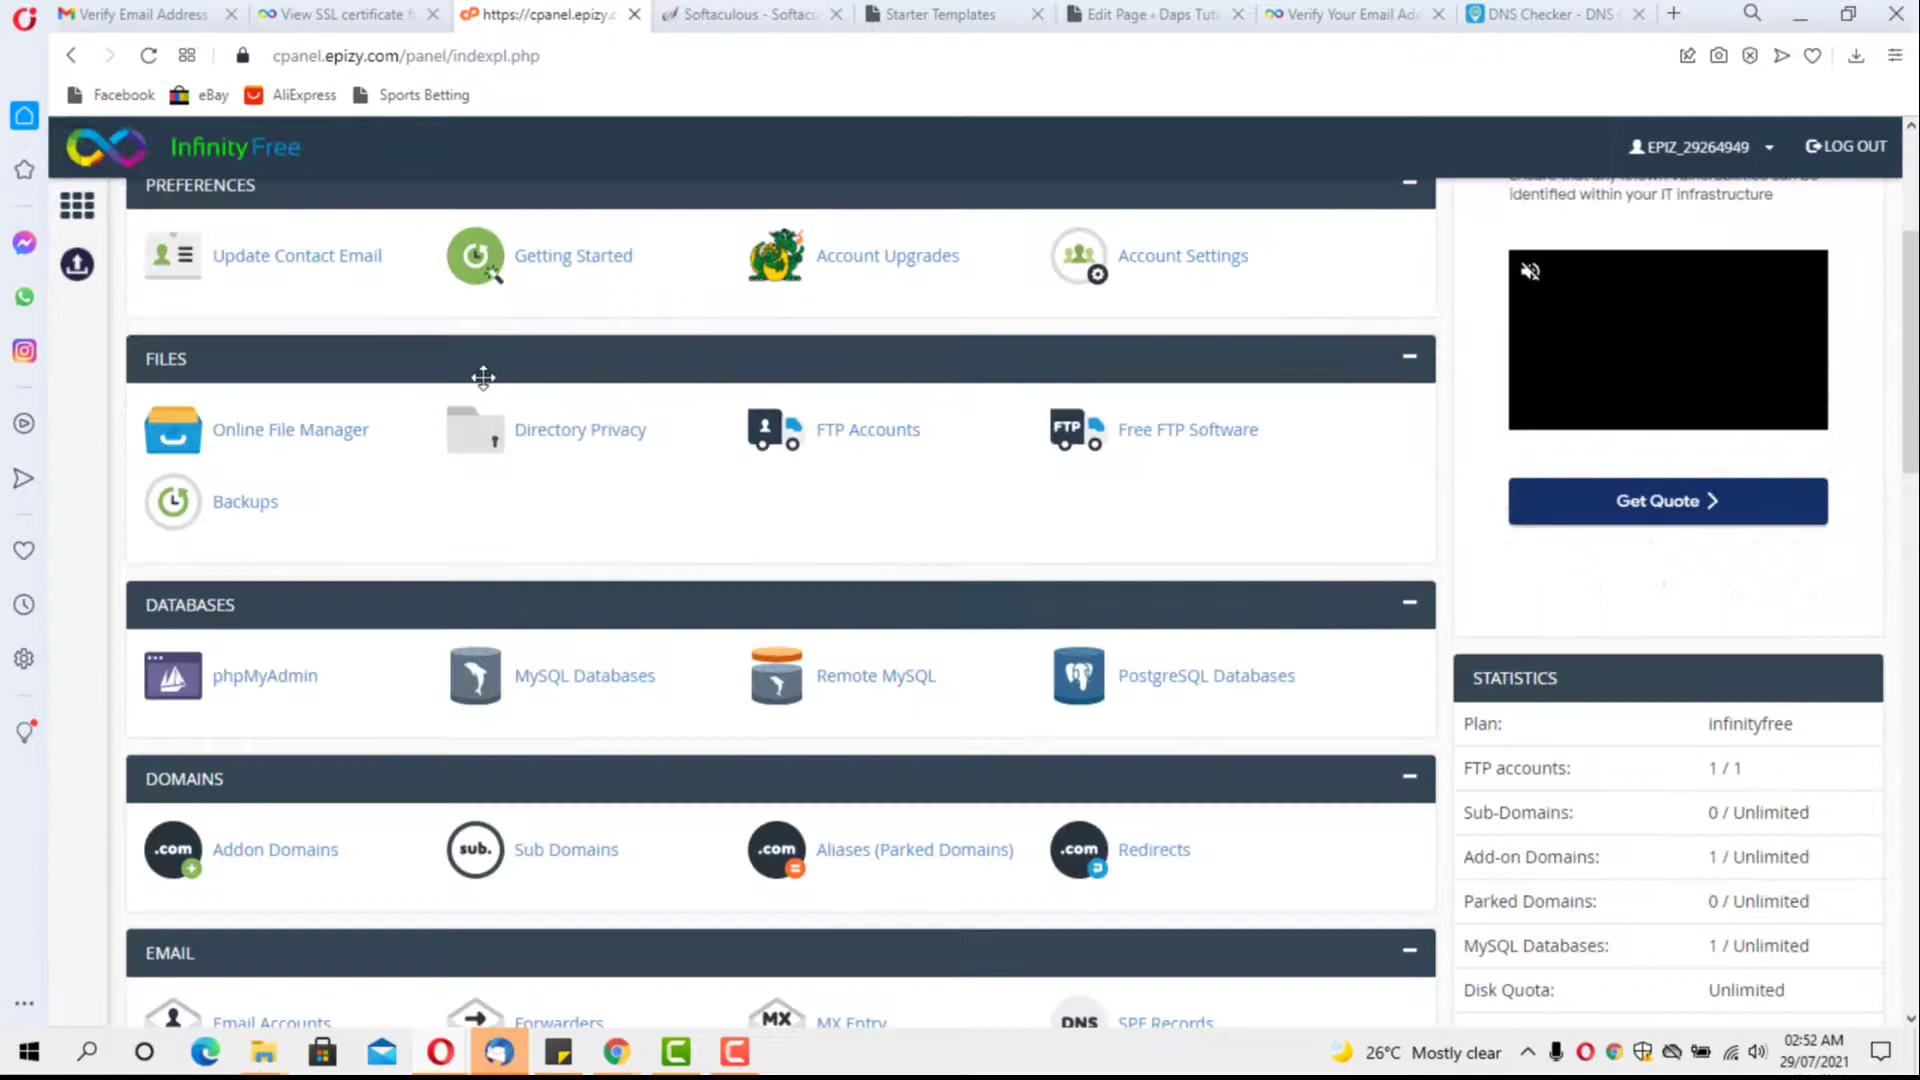 Verify Email Address
View SSL certificate f
https://cpanel.epizy.c
Softaculous - Softac
Starter Templates
Edit Page ‹ Daps Tut
Verify Your Email Ad
DNS Checker - DNS
cpanel.epizy.com/panel/indexpl.php
Facebook
eBay
AliExpress
Sports Betting
InfinityFree
EPIZ_29264949
LOG OUT
PREFERENCES
Update Contact Email
Getting Started
Account Upgrades
Account Settings
identified within your IT infrastructure
FILES
Online File Manager
Directory Privacy
FTP Accounts
FTP
Free FTP Software
Backups
Get Quote
DATABASES
phpMyAdmin
MySQL Databases
Remote MySQL
PostgreSQL Databases
STATISTICS
Plan: infinityfree
FTP accounts: 1 / 1
Sub-Domains: 0 / Unlimited
Add-on Domains: 1 / Unlimited
Parked Domains: 0 / Unlimited
MySQL Databases: 1 / Unlimited
Disk Quota: Unlimited
DOMAINS
.com
Addon Domains
sub.
Sub Domains
.com
Aliases (Parked Domains)
.com
Redirects
EMAIL
Email Accounts
Forwarders
MX
MX Entry
DNS
SPF Records
26°C Mostly clear
02:52 AM
29/07/2021